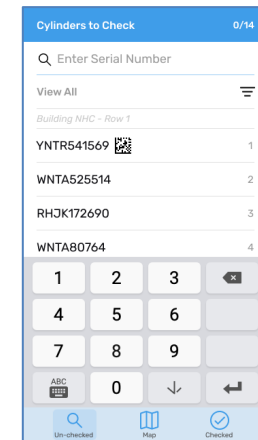 Cylinders to Check 0/14
Enter Serial Number
View All
Building NHC - Row 1
YNTR541569 1
WNTA525514 2
RHJK172690 3
WNTA80764 4
1 2 3
4 5 6
7 8 9
ABC 0
Un-checked Map Checked